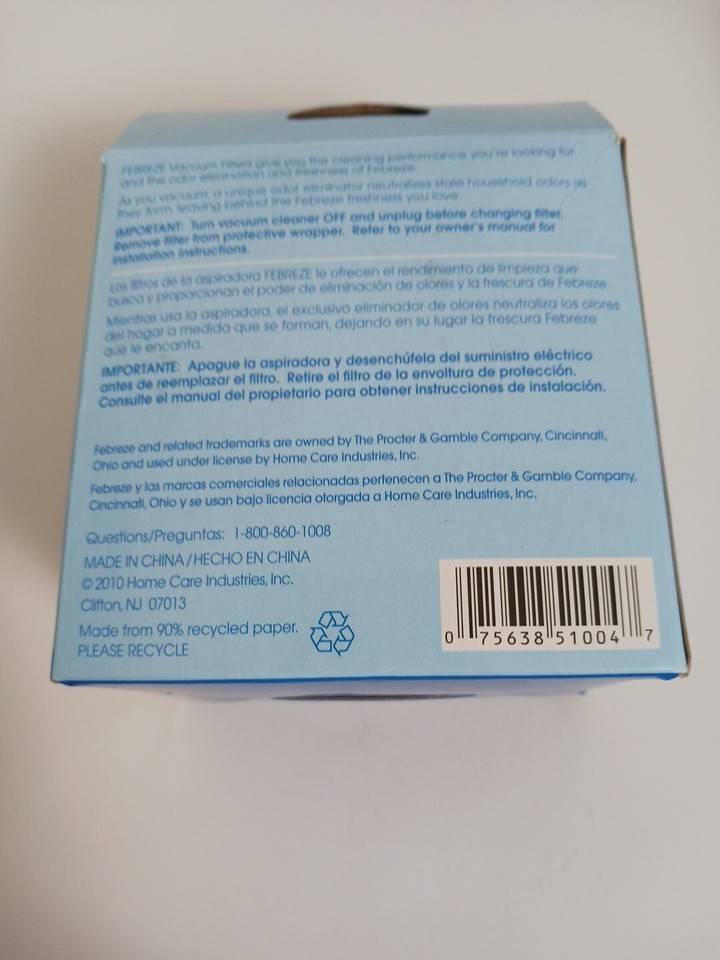 FEBREZE Vacuum Filters give you the cleaning performance you're looking for
and the odor elimination and freshness of Febreze.
As you vacuum, a unique odor eliminator neutralizes stale household odors as
they form, leaving behind the Febreze freshness you love.
IMPORTANT: Turn vacuum cleaner OFF and unplug before changing filter.
Remove filter from protective wrapper. Refer to your owner's manual for
installation instructions.
Los filtros de la aspiradora FEBREZE le ofrecen el rendimiento de limpieza que
busca y proporcionan el poder de eliminación de olores y la frescura de Febreze.
Mientras usa la aspiradora, el exclusivo eliminador de olores neutraliza los olores
del hogar a medida que se forman, dejando en su lugar la frescura Febreze
que le encanta.
IMPORTANTE: Apague la aspiradora y desenchúfela del suministro eléctrico
antes de reemplazar el filtro. Retire el filtro de la envoltura de protección.
Consulte el manual del propietario para obtener instrucciones de instalación.
Febreze and related trademarks are owned by The Procter & Gamble Company, Cincinnati,
Ohio and used under license by Home Care Industries, Inc.
Febreze y las marcas comerciales relacionadas pertenecen a The Procter & Gamble Company,
Cincinnati, Ohio y se usan bajo licencia otorgada a Home Care Industries, Inc.
Questions/Preguntas: 1-800-860-1008
MADE IN CHINA/HECHO EN CHINA
© 2010 Home Care Industries, Inc.
Clifton, NJ 07013
Made from 90% recycled paper.
PLEASE RECYCLE
0 75638 51004 7